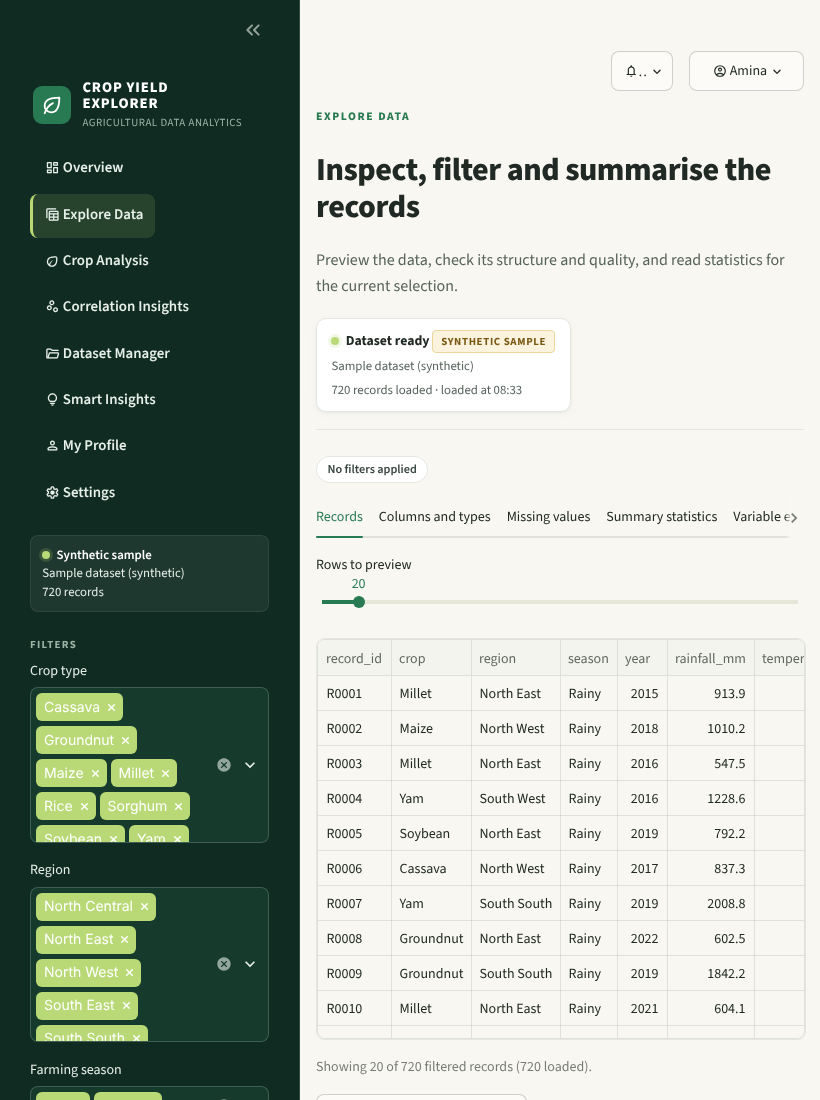 CROP YIELD
EXPLORER
AGRICULTURAL DATA ANALYTICS
Overview
Explore Data
Crop Analysis
Correlation Insights
Dataset Manager
Smart Insights
My Profile
Settings
Synthetic sample
Sample dataset (synthetic)
720 records
FILTERS
Crop type
Cassava ×
Groundnut ×
Maize × Millet ×
Rice × Sorghum ×
Soybean × Yam ×
Region
North Central ×
North East ×
North West ×
South East ×
South South ×
Farming season
.. Amina
EXPLORE DATA
Inspect, filter and summarise the
records
Preview the data, check its structure and quality, and read statistics for
the current selection.
Dataset ready SYNTHETIC SAMPLE
Sample dataset (synthetic)
720 records loaded · loaded at 08:33
No filters applied
Records Columns and types Missing values Summary statistics Variable
Rows to preview
20
record_id crop region season year rainfall_mm temper
R0001 Millet North East Rainy 2015 913.9
R0002 Maize North West Rainy 2018 1010.2
R0003 Millet North East Rainy 2016 547.5
R0004 Yam South West Rainy 2016 1228.6
R0005 Soybean North East Rainy 2019 792.2
R0006 Cassava North West Rainy 2017 837.3
R0007 Yam South South Rainy 2019 2008.8
R0008 Groundnut North East Rainy 2022 602.5
R0009 Groundnut South South Rainy 2019 1842.2
R0010 Millet North East Rainy 2021 604.1
Showing 20 of 720 filtered records (720 loaded).